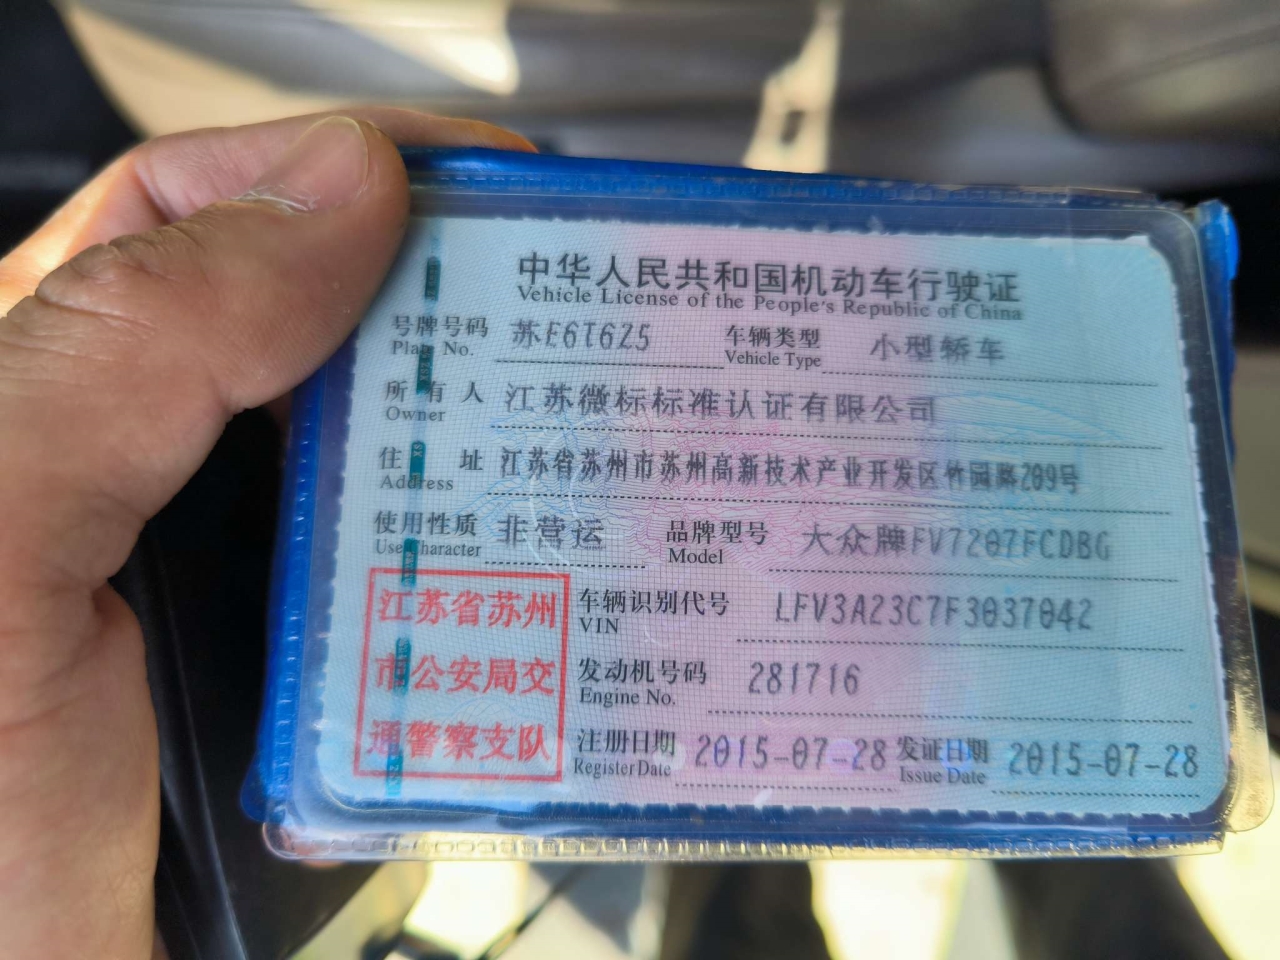 中华人民共和国机动车行驶证
Vehicle License of the People's Republic of China
号牌号码 苏E6T6Z5 车辆类型 小型轿车
Plate No. Vehicle Type
所有人 江苏微标标准认证有限公司
Owner
住址 江苏省苏州市苏州高新技术产业开发区竹园路209号
Address
使用性质 非营运 品牌型号 大众牌FV7207FCDBG
Use Character Model
江苏省苏州
市公安局交
通警察支队
车辆识别代号 LFV3A23C7F3037042
VIN
发动机号码 281716
Engine No.
注册日期 2015-07-28 发证日期 2015-07-28
Register Date Issue Date